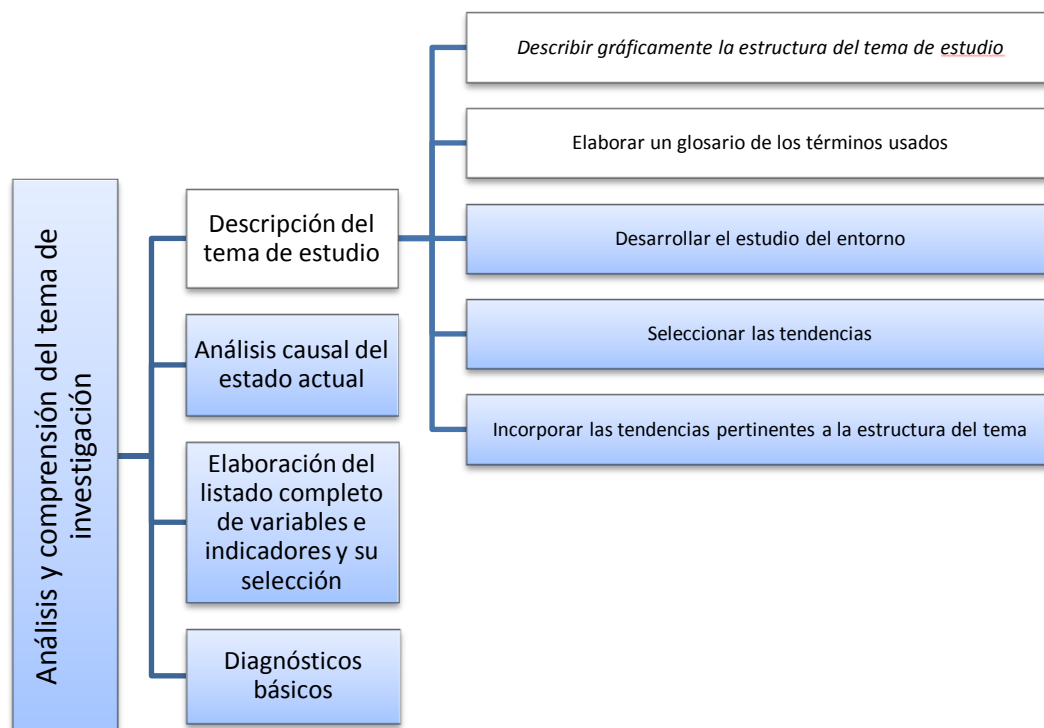 Análisis y comprensión del tema de
investigación
Descripción del
tema de estudio
Análisis causal del
estado actual
Elaboración del
listado completo
de variables e
indicadores y su
selección
Diagnósticos
básicos
Describir gráficamente la estructura del tema de estudio
Elaborar un glosario de los términos usados
Desarrollar el estudio del entorno
Seleccionar las tendencias
Incorporar las tendencias pertinentes a la estructura del tema